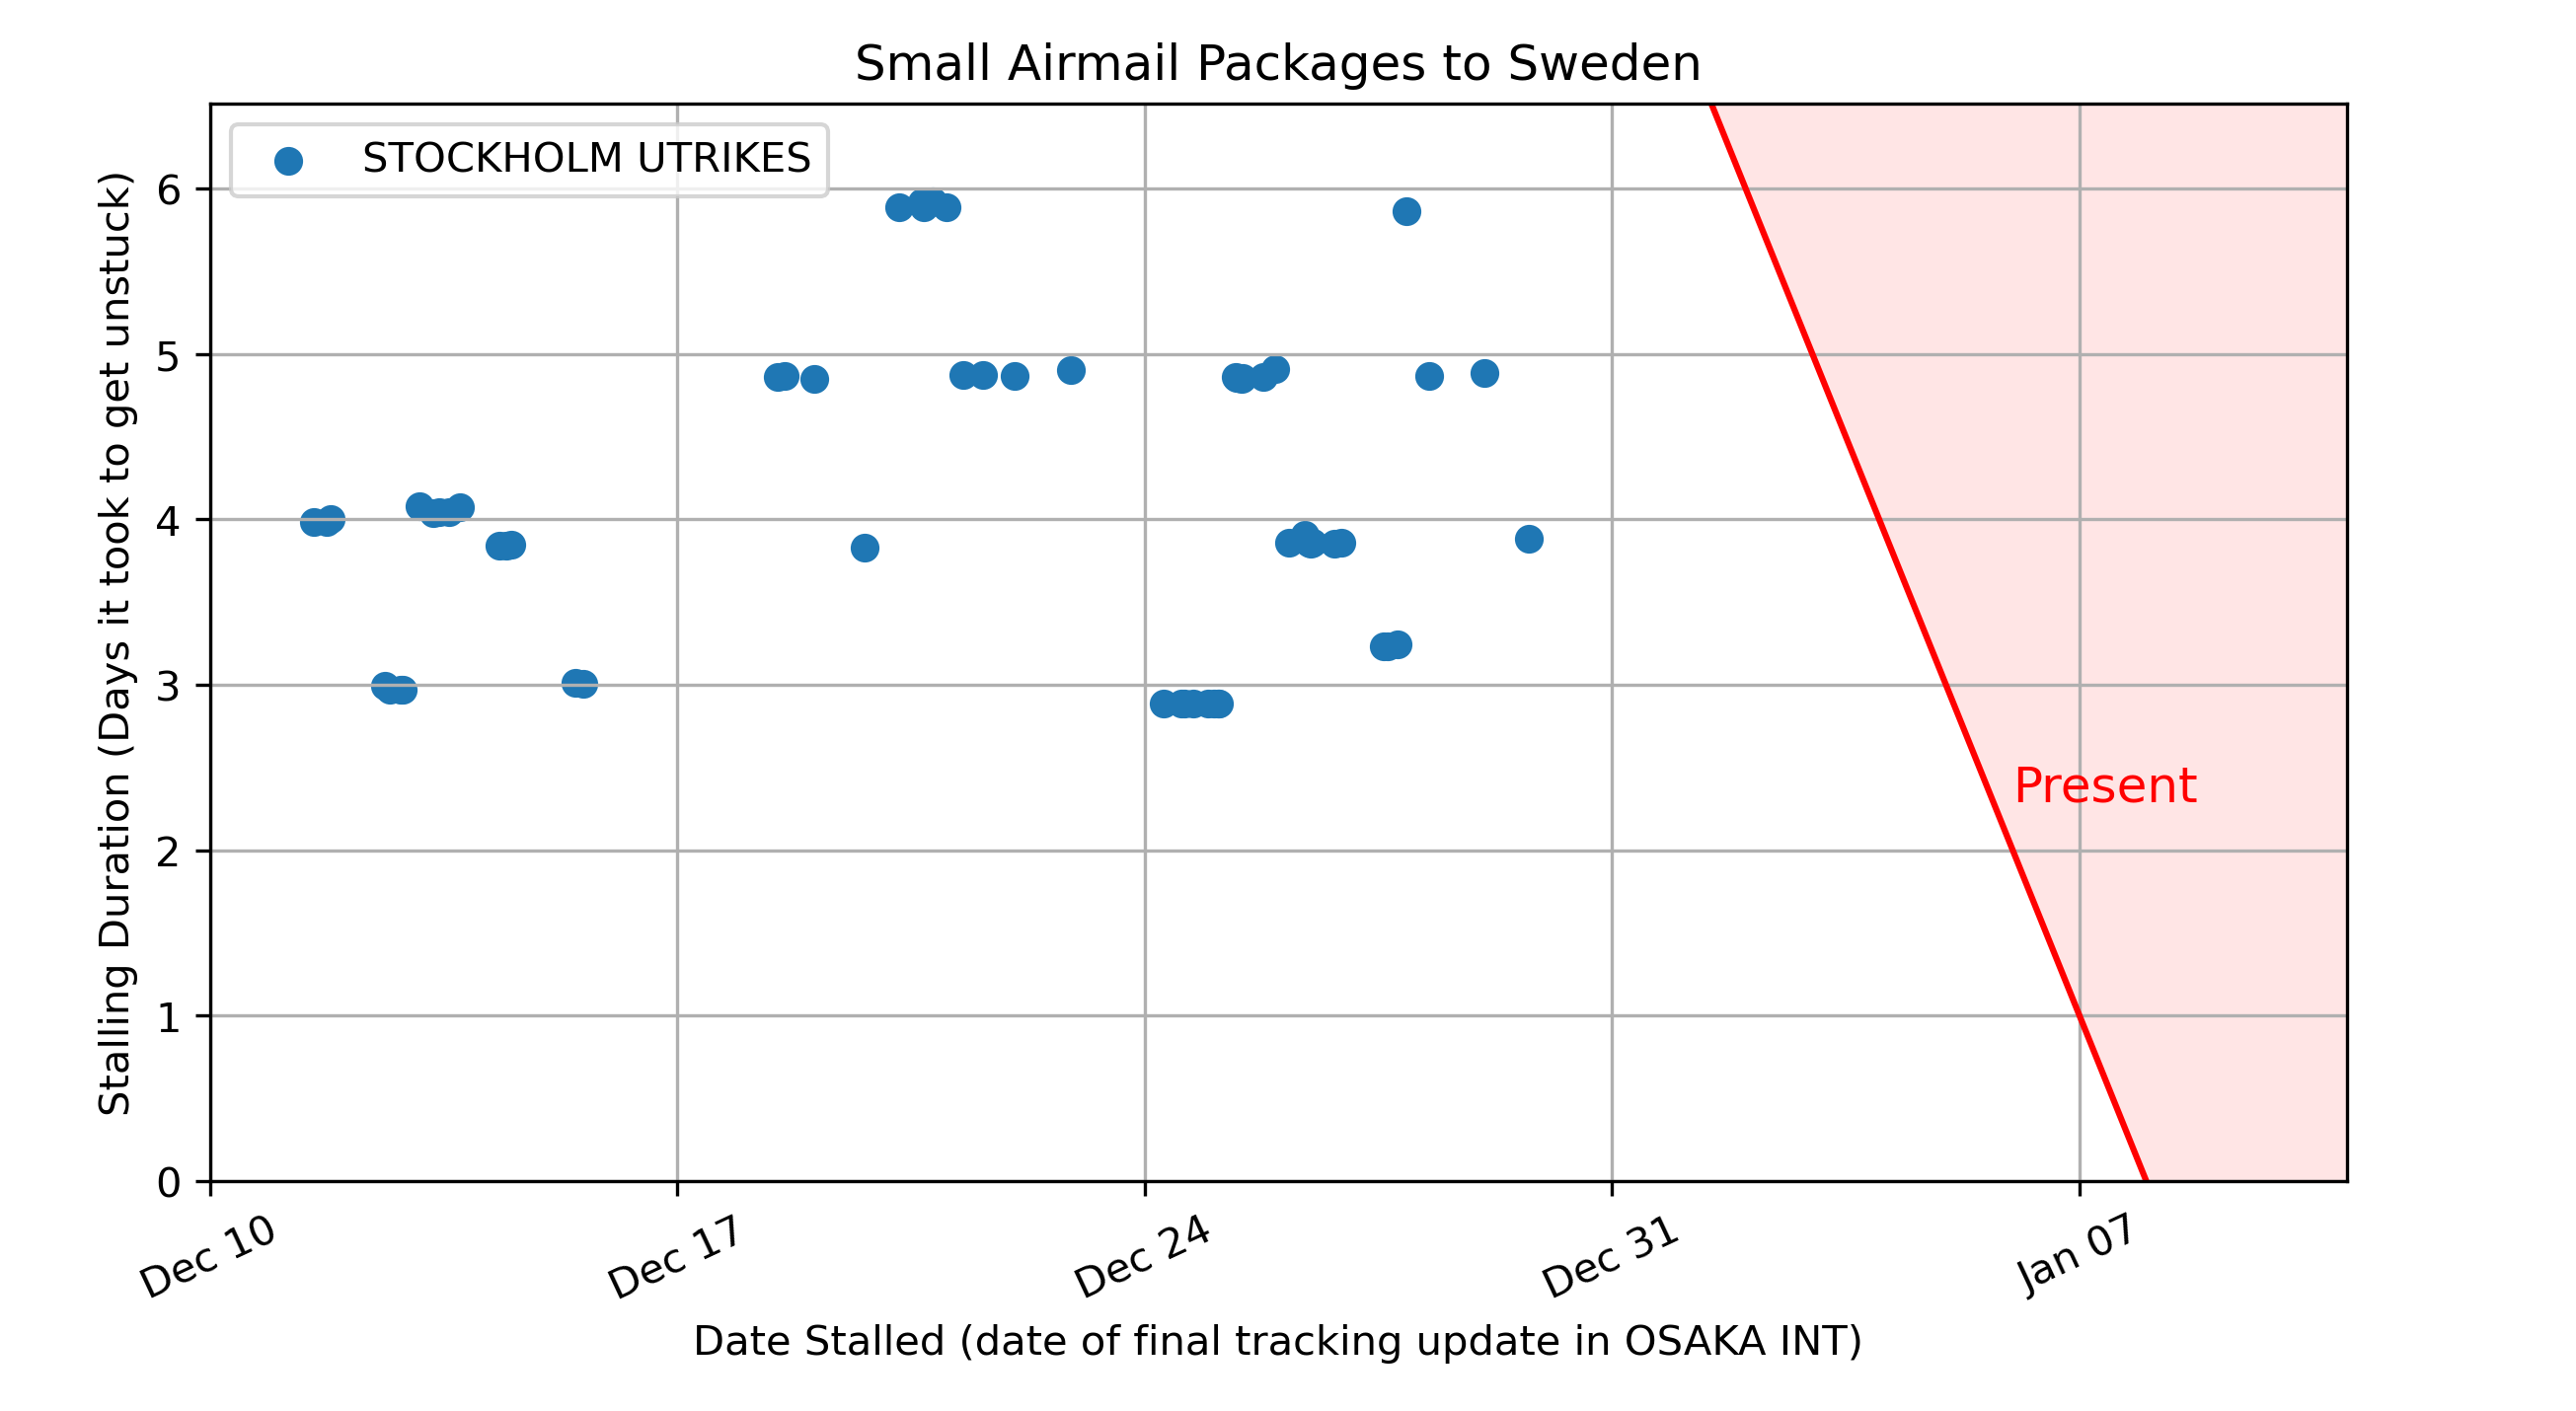 Small Airmail Packages to Sweden
STOCKHOLM UTRIKES
Stalling Duration (Days it took to get unstuck)
6
5
4
3
2
1
0
Present
Dec 10
Dec 17
Dec 24
Dec 31
Jan 07
Date Stalled (date of final tracking update in OSAKA INT)